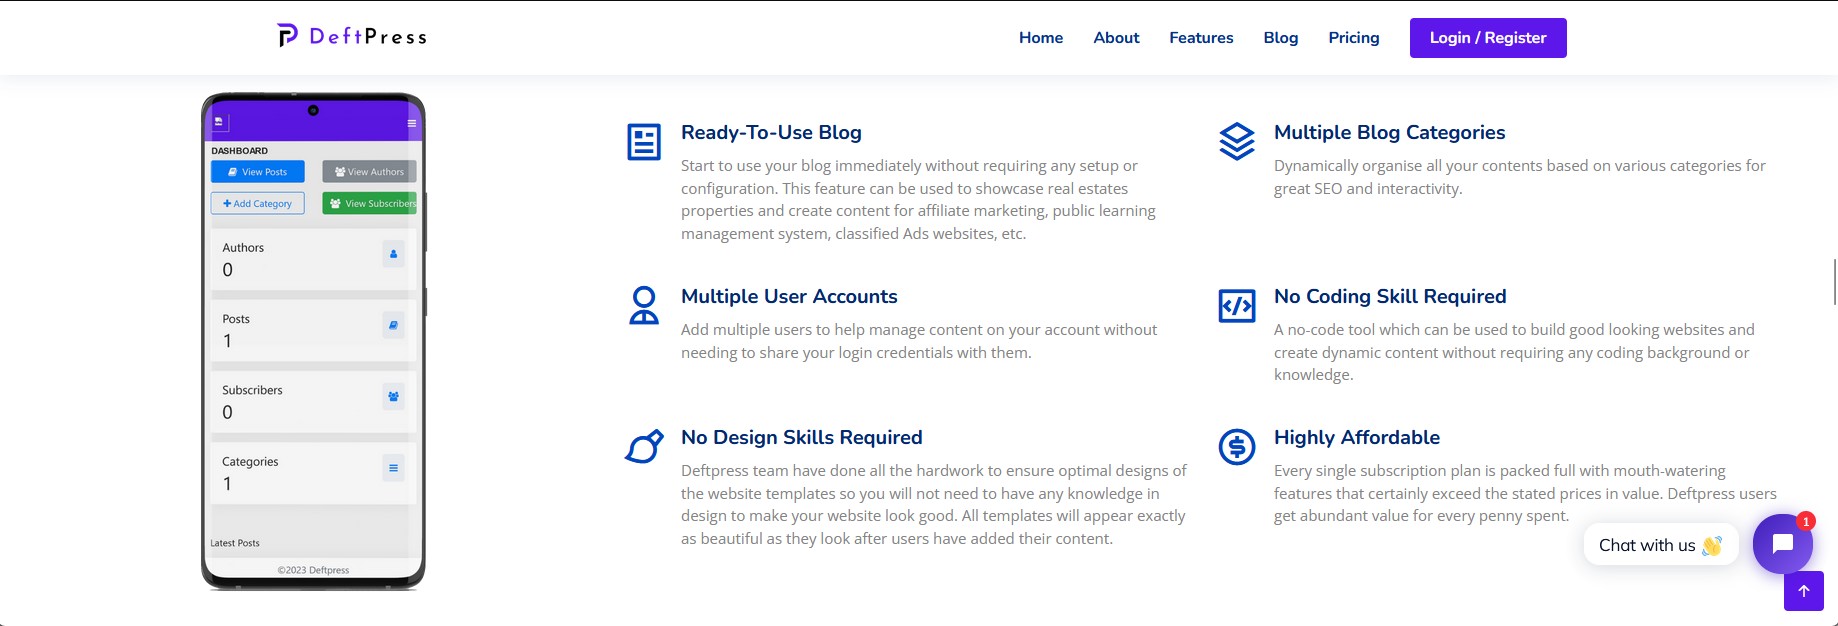 DeftPress
Home About Features Blog Pricing Login / Register
DASHBOARD
View Posts View Authors
Add Category View Subscribers
Authors
0
Posts
1
Subscribers
0
Categories
1
Latest Posts
©2023 Deftpress
Ready-To-Use Blog
Start to use your blog immediately without requiring any setup or
configuration. This feature can be used to showcase real estates
properties and create content for affiliate marketing, public learning
management system, classified Ads websites, etc.
Multiple Blog Categories
Dynamically organise all your contents based on various categories for
great SEO and interactivity.
Multiple User Accounts
Add multiple users to help manage content on your account without
needing to share your login credentials with them.
No Coding Skill Required
A no-code tool which can be used to build good looking websites and
create dynamic content without requiring any coding background or
knowledge.
No Design Skills Required
Deftpress team have done all the hardwork to ensure optimal designs of
the website templates so you will not need to have any knowledge in
design to make your website look good. All templates will appear exactly
as beautiful as they look after users have added their content.
Highly Affordable
Every single subscription plan is packed full with mouth-watering
features that certainly exceed the stated prices in value. Deftpress users
get abundant value for every penny spent.
Chat with us 👋
1